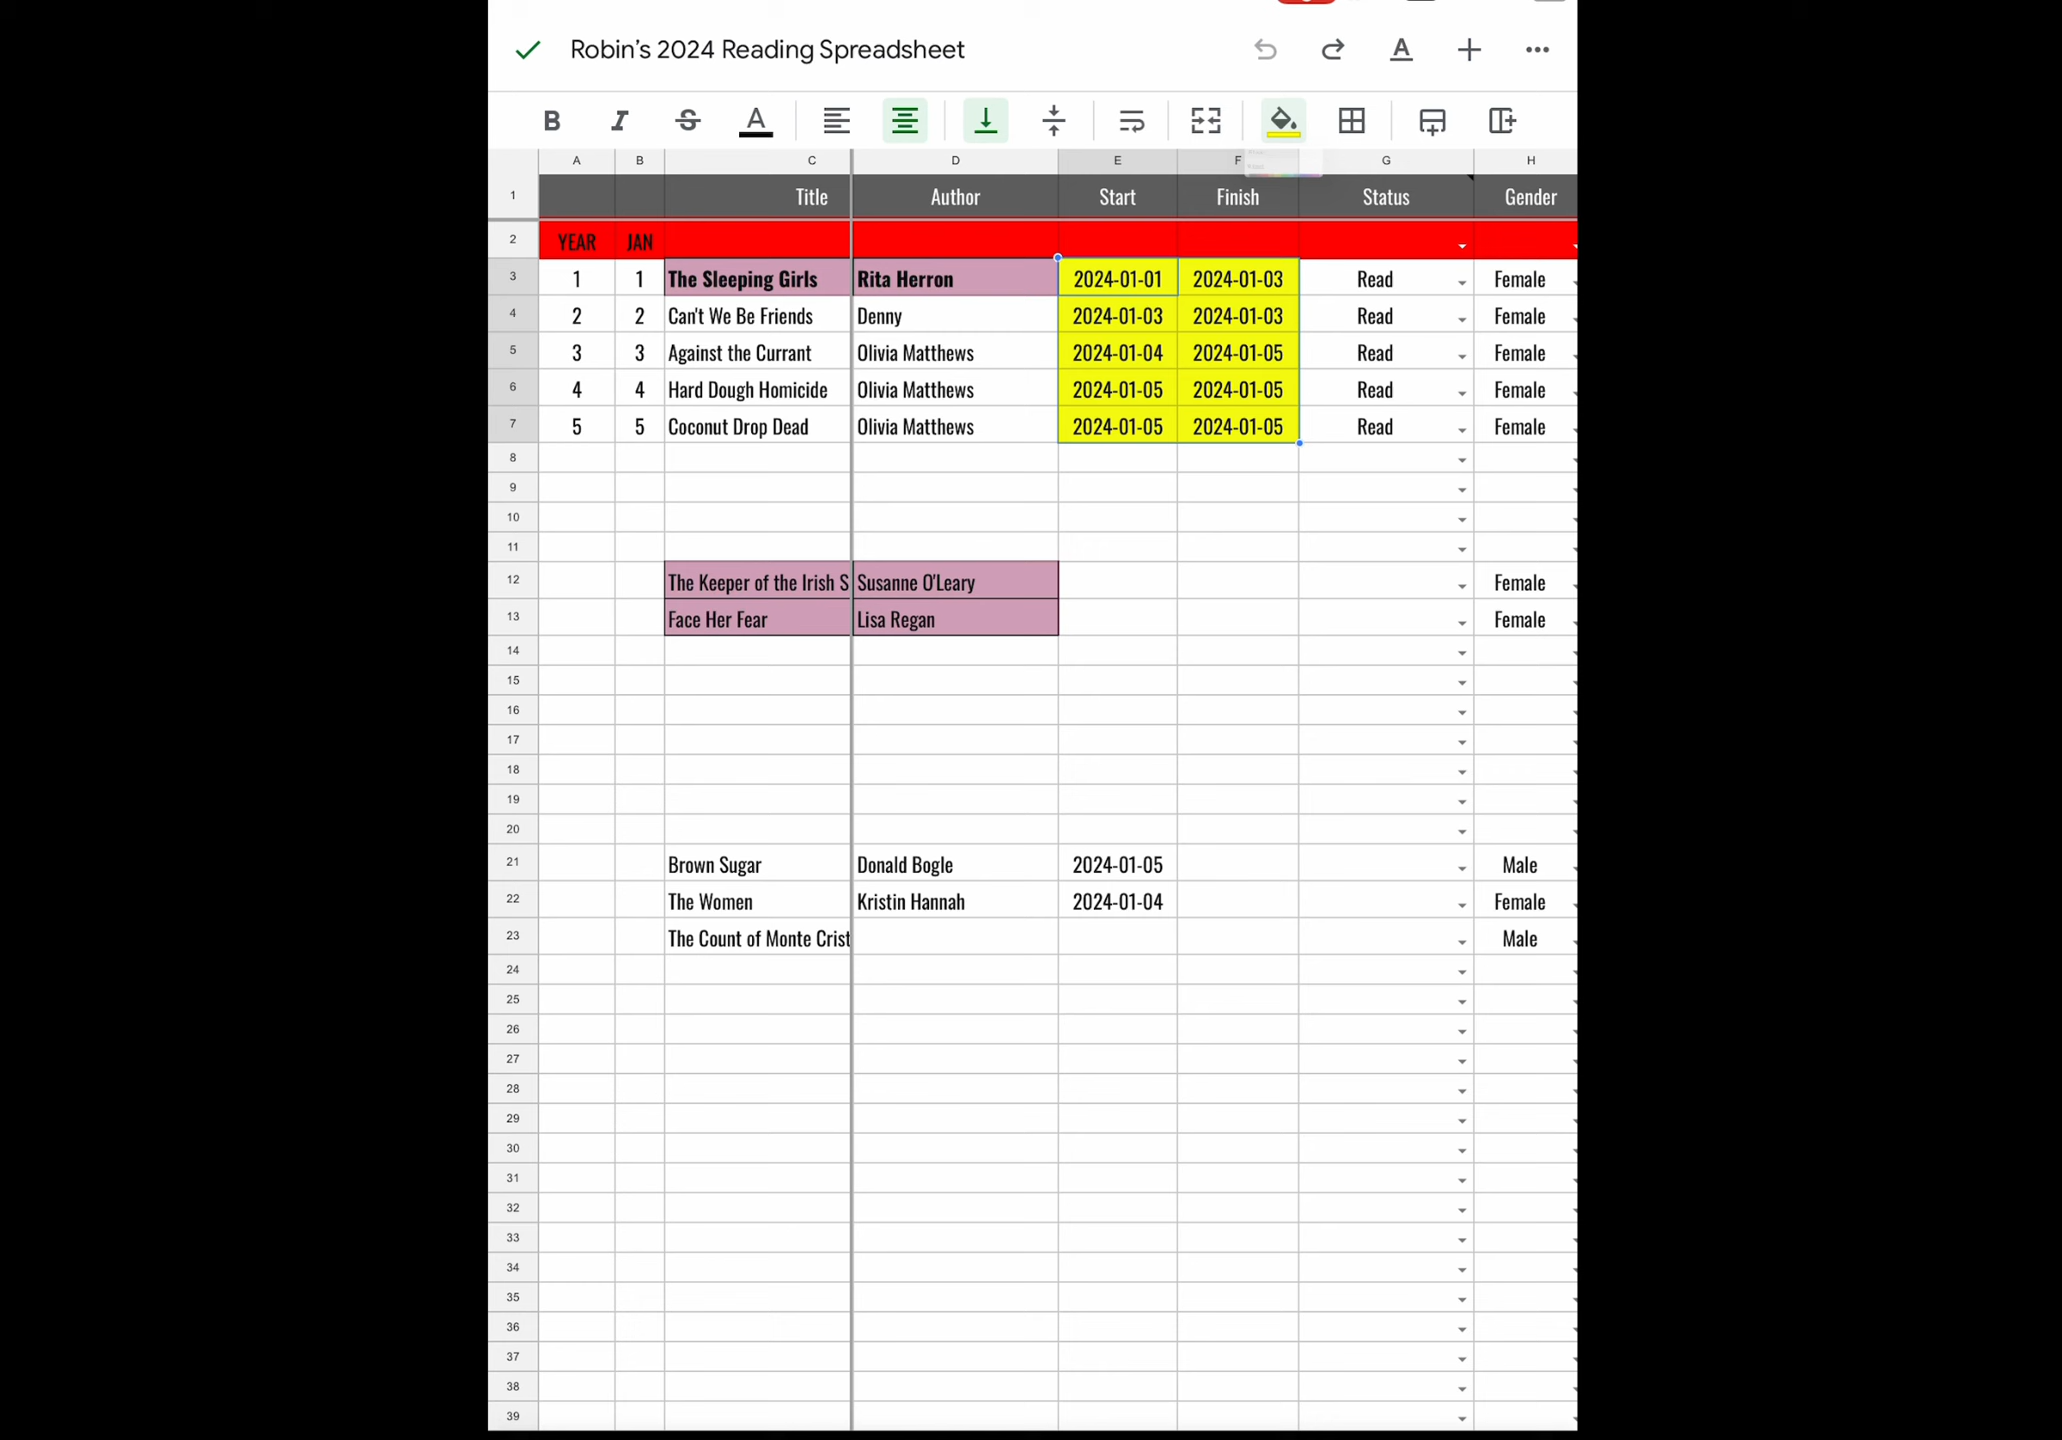 Robin's 2024 Reading Spreadsheet
B I S A A
A B C D E F G H
1 Title Author Start Finish Status Gender
2 YEAR JAN
3 1 1 The Sleeping Girls Rita Herron 2024-01-01 2024-01-03 Read Female
4 2 2 Can't We Be Friends Denny 2024-01-03 2024-01-03 Read Female
5 3 3 Against the Currant Olivia Matthews 2024-01-04 2024-01-05 Read Female
6 4 4 Hard Dough Homicide Olivia Matthews 2024-01-05 2024-01-05 Read Female
7 5 5 Coconut Drop Dead Olivia Matthews 2024-01-05 2024-01-05 Read Female
8
9
10
11
12 The Keeper of the Irish S Susanne O'Leary Female
13 Face Her Fear Lisa Regan Female
14
15
16
17
18
19
20
21 Brown Sugar Donald Bogle 2024-01-05 Male
22 The Women Kristin Hannah 2024-01-04 Female
23 The Count of Monte Crist Male
24
25
26
27
28
29
30
31
32
33
34
35
36
37
38
39